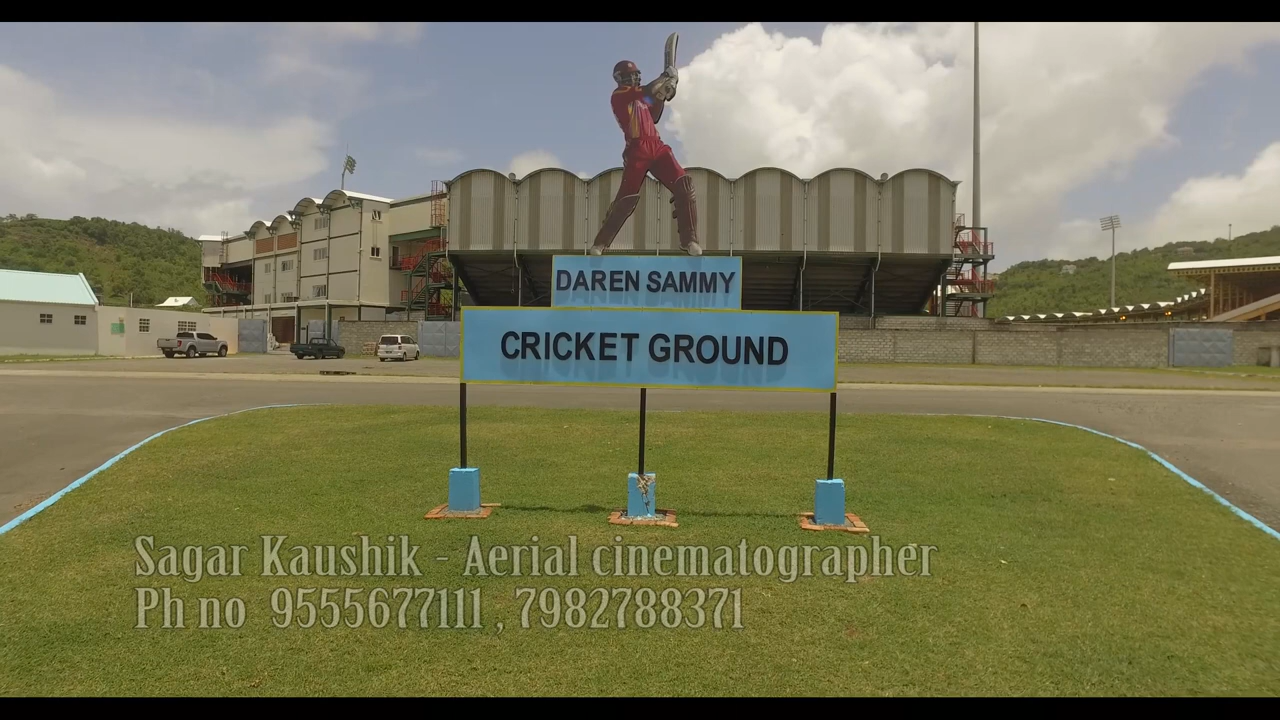 DAREN SAMMY
CRICKET GROUND
Sagar Kaushik - Aerial cinematographer
Ph no 9555677111 , 7982788371